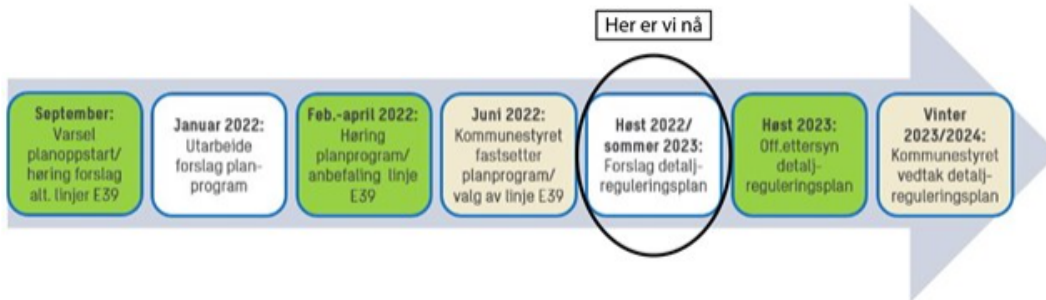 Her er vi nå
September:
Varsel
planoppstart/
høring forslag
alt. linjer E39
Januar 2022:
Utarbeide
forslag plan-
program
Feb.-april 2022:
Høring
planprogram/
anbefaling linje
E39
Juni 2022:
Kommunestyret
fastsetter
planprogram/
valg av linje E39
Høst 2022/
sommer 2023:
Forslag detalj-
reguleringsplan
Høst 2023:
Off.ettersyn
detalj-
reguleringsplan
Vinter
2023/2024:
Kommunestyret
vedtak detalj-
reguleringsplan